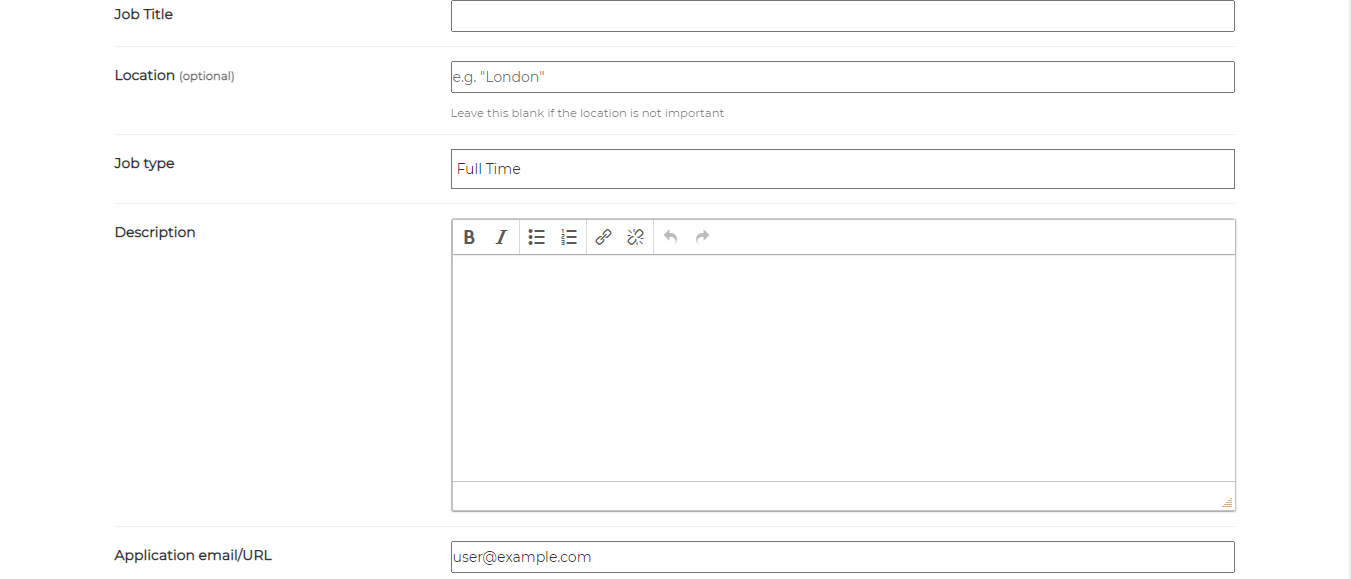 Job Title
Location (optional)
e.g. "London"
Leave this blank if the location is not important
Job type
Full Time
Description
Application email/URL
user@example.com